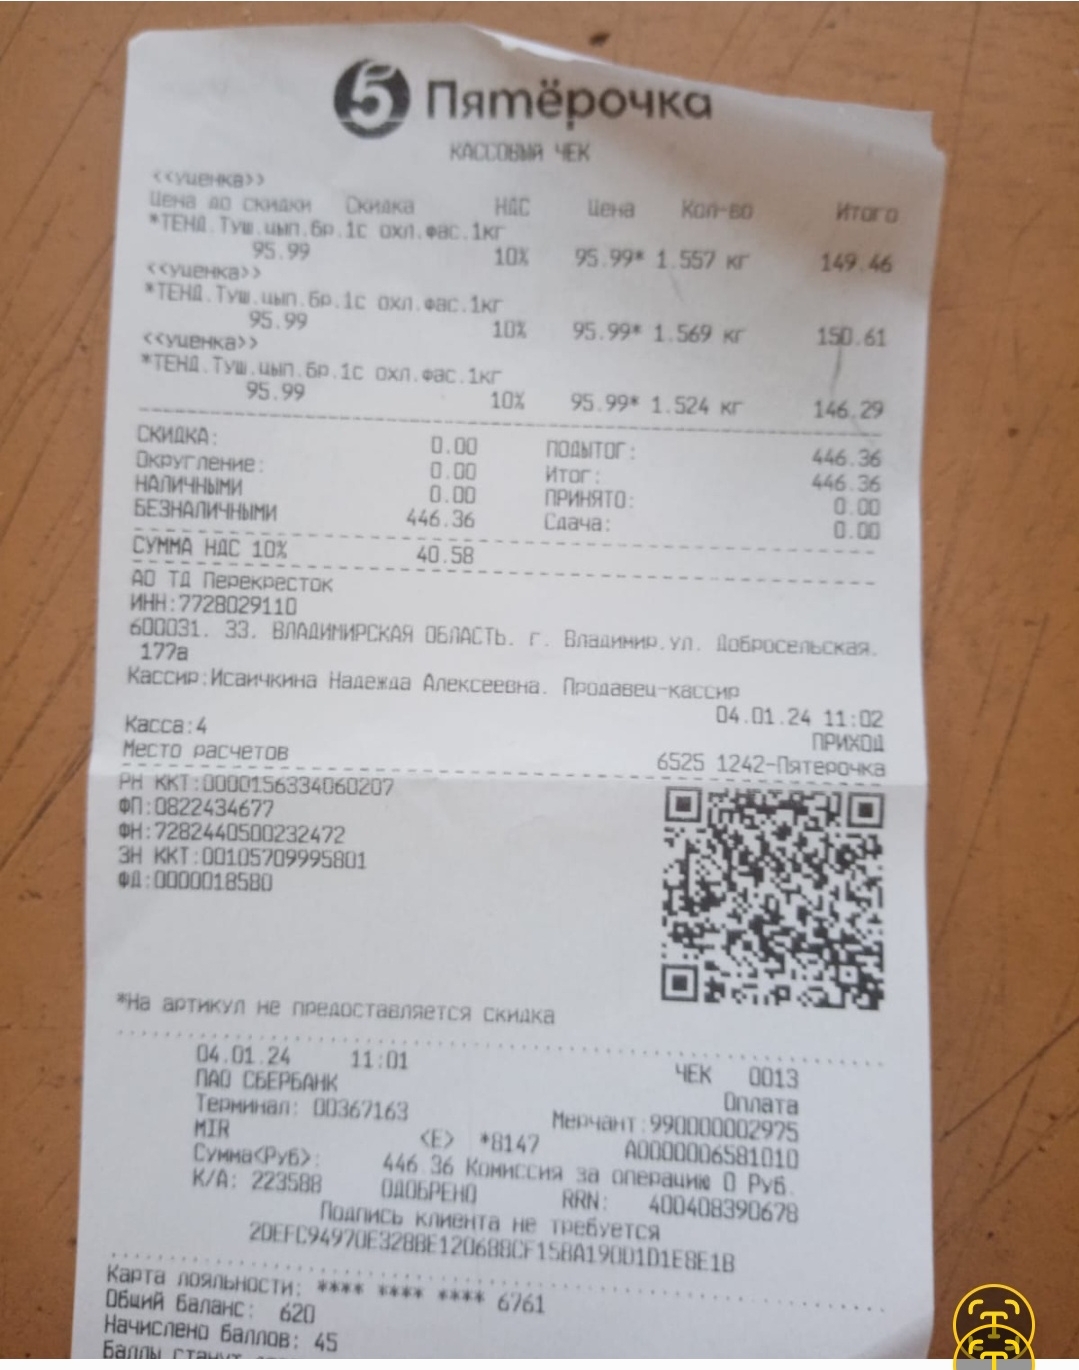 5 Пятёрочка
КАССОВЫЙ ЧЕК
<<уценка>>
Цена до скидки Скидка НДС Цена Кол-во Итого
*ТЕНД.Туш.цып.бр.1с охл.фас.1кг
95.99 10% 95.99* 1.557 кг 149.46
<<уценка>>
*ТЕНД.Туш.цып.бр.1с охл.фас.1кг
95.99 10% 95.99* 1.569 кг 150.61
<<уценка>>
*ТЕНД.Туш.цып.бр.1с охл.фас.1кг
95.99 10% 95.99* 1.524 кг 146.29
СКИДКА: 0.00 ПОДЫТОГ: 446.36
Округление: 0.00 Итог: 446.36
НАЛИЧНЫМИ 0.00 ПРИНЯТО: 0.00
БЕЗНАЛИЧНЫМИ 446.36 Сдача: 0.00
СУММА НДС 10% 40.58
АО ТД Перекресток
ИНН:7728029110
600031. 33. ВЛАДИМИРСКАЯ ОБЛАСТЬ. г. Владимир.ул. Добросельская.
177а
Кассир:Исаичкина Надежда Алексеевна. Продавец-кассир
04.01.24 11:02
Касса:4 ПРИХОД
Место расчетов 6525 1242-Пятерочка
РН ККТ:0000156334060207
ФП:0822434677
ФН:7282440500232472
ЗН ККТ:00105709995801
ФД:0000018580
*На артикул не предоставляется скидка
04.01.24 11:01 ЧЕК 0013
ПАО СБЕРБАНК Оплата
Терминал: 00367163 Мерчант:990000002975
MIR <E> *8147 A0000006581010
Сумма<Руб>: 446.36 Комиссия за операцию 0 Руб.
К/А: 223588 ОДОБРЕНО RRN: 400408390678
Подпись клиента не требуется
2DEFC94970E328BE120688CF158A190D1D1E8E1B
Карта лояльности: **** **** **** 6761
Общий баланс: 620
Начислено баллов: 45
Баллы